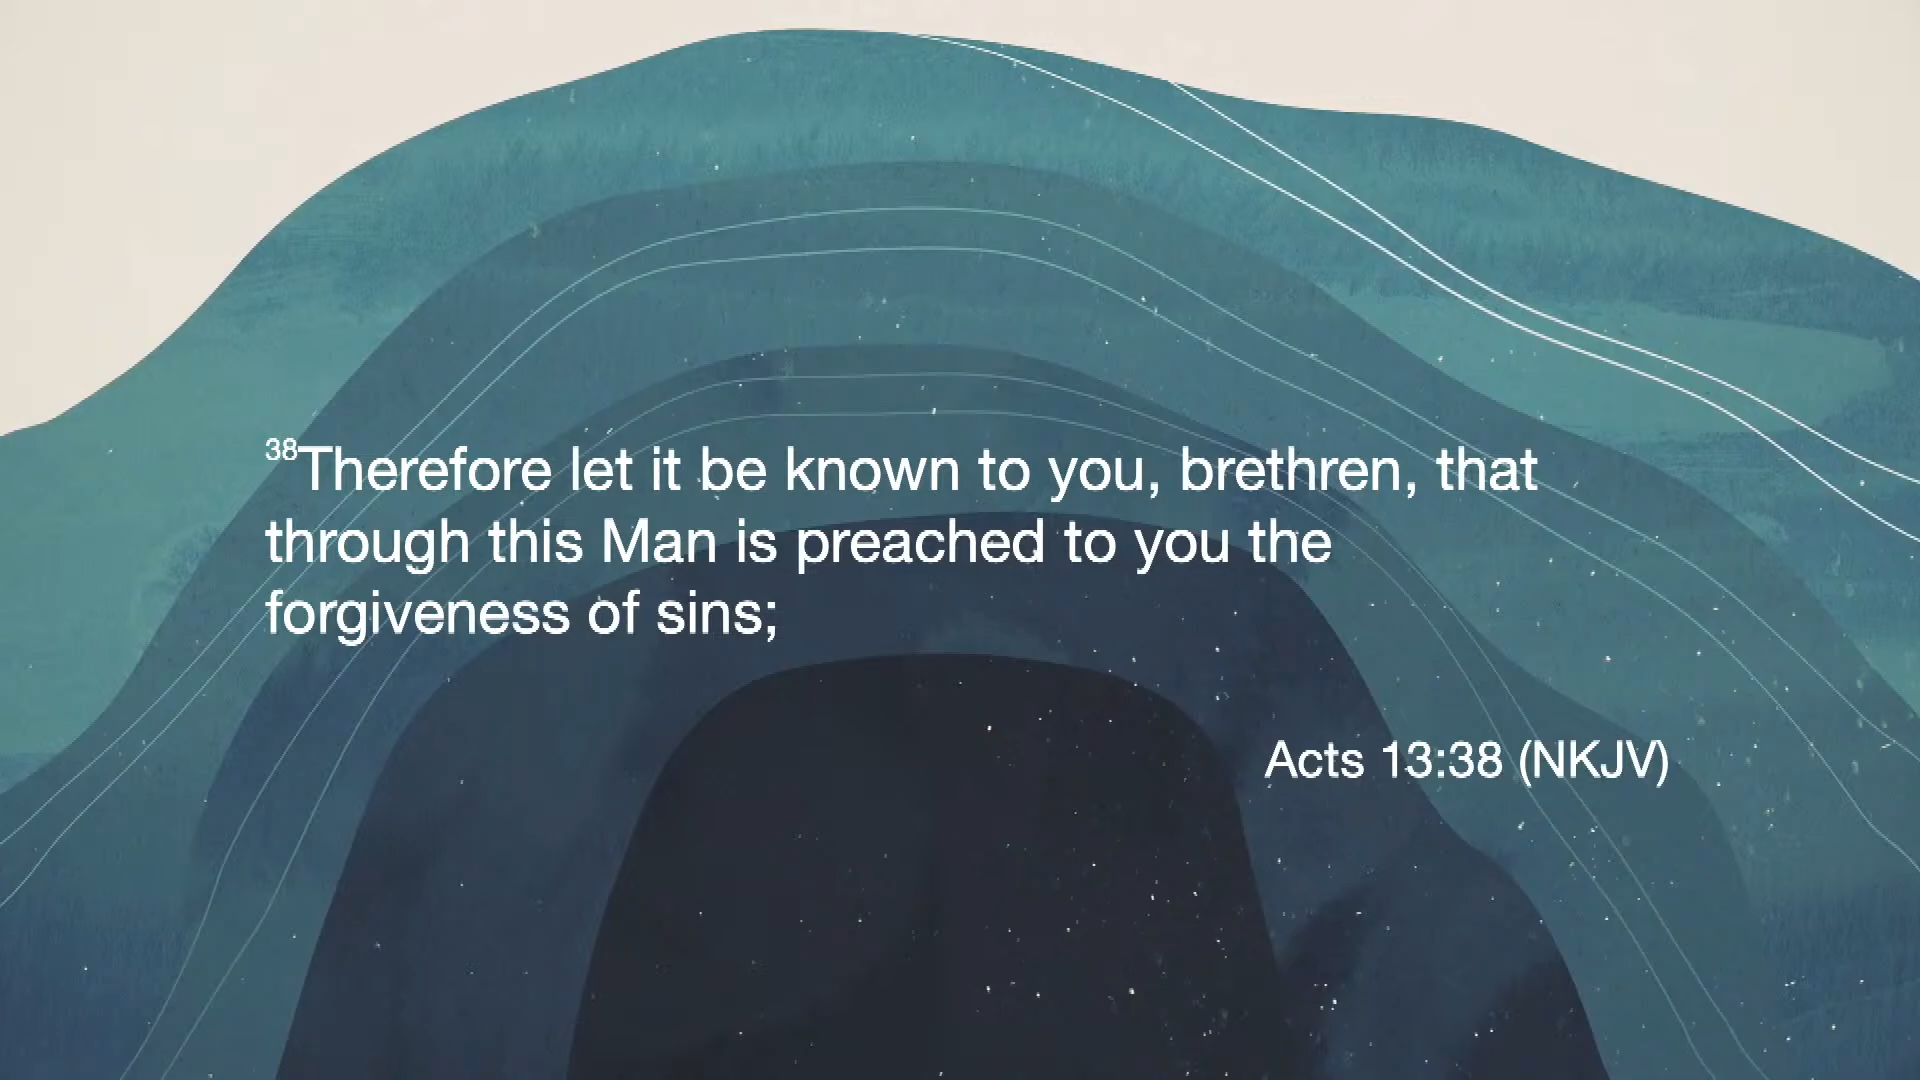 38Therefore let it be known to you, brethren, that
through this Man is preached to you the
forgiveness of sins;
Acts 13:38 (NKJV)